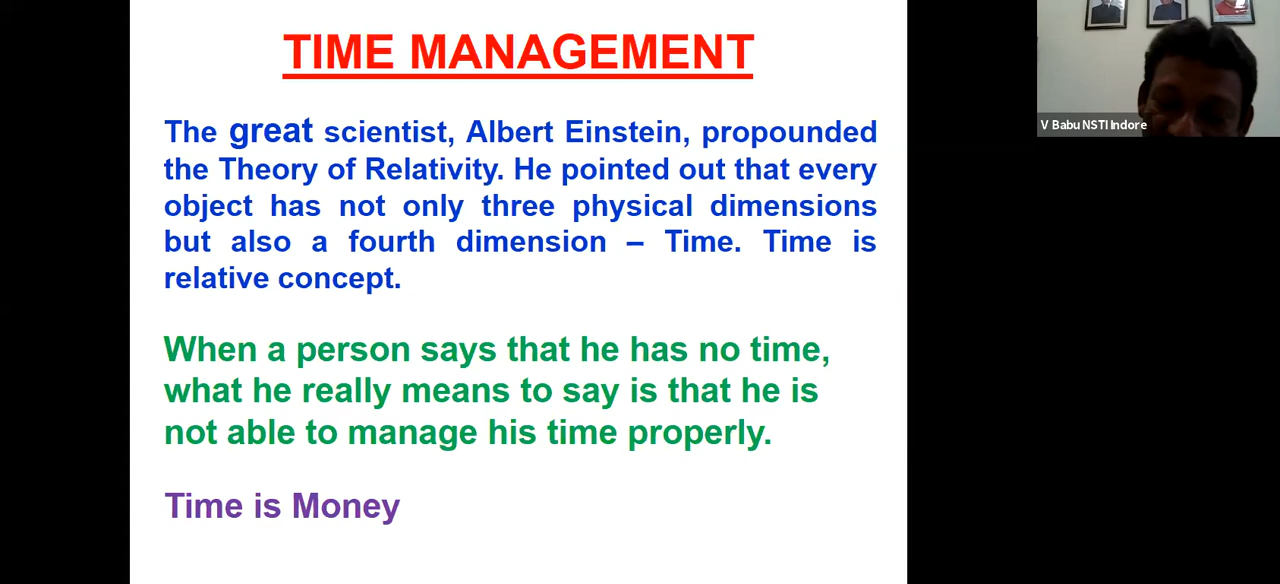 TIME MANAGEMENT
The great scientist, Albert Einstein, propounded
the Theory of Relativity. He pointed out that every
object has not only three physical dimensions
but also a fourth dimension – Time. Time is
relative concept.
When a person says that he has no time,
what he really means to say is that he is
not able to manage his time properly.
Time is Money
V Babu NSTI Indore